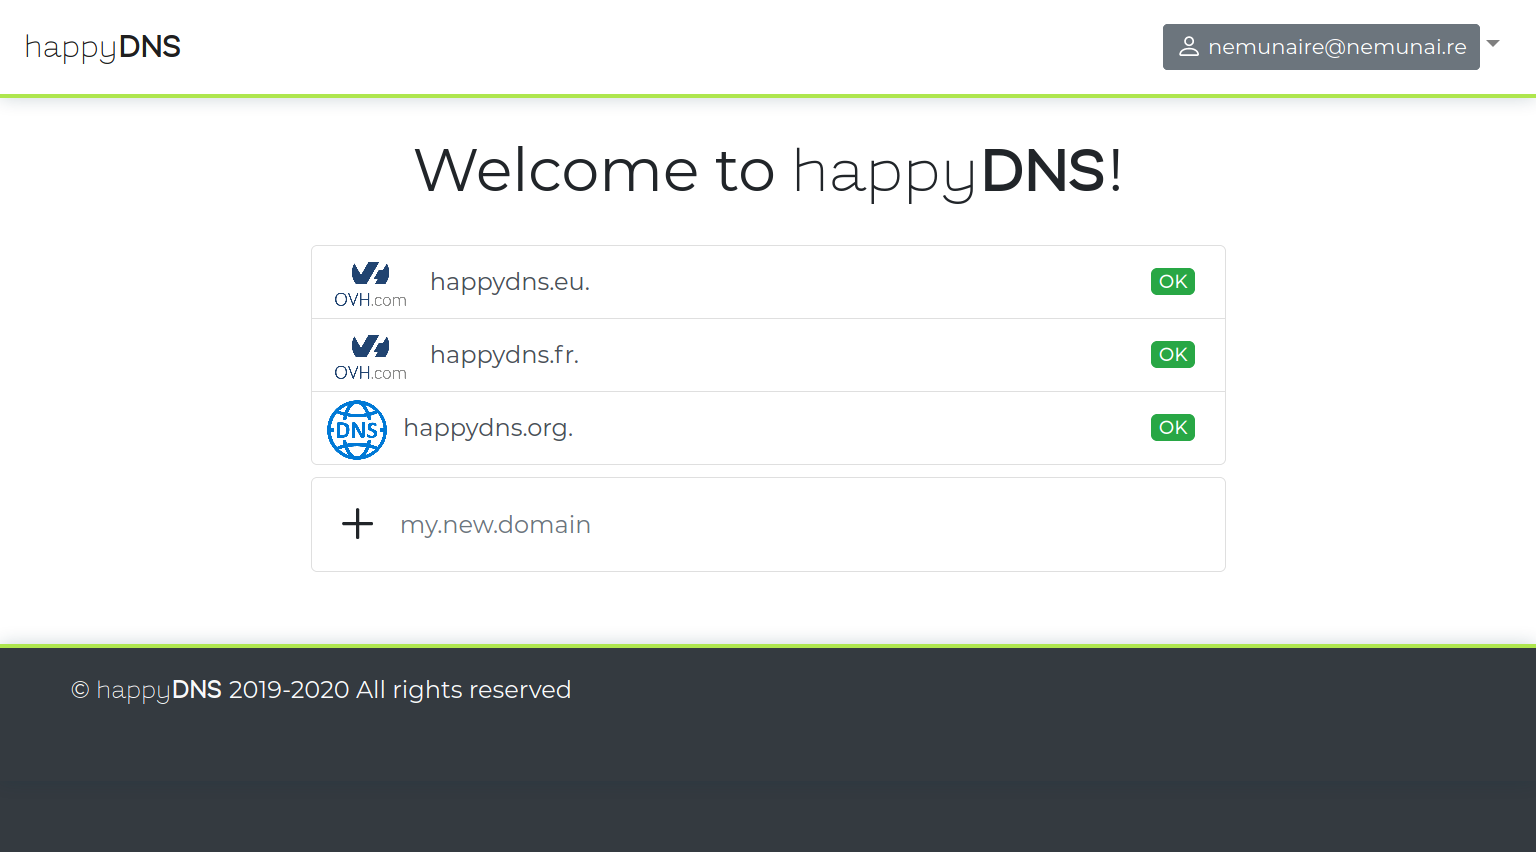 happyDNS
nemunaire@nemunai.re
Welcome to happyDNS!
OVH.com
happydns.eu.
OK
OVH.com
happydns.fr.
OK
DNS
happydns.org.
OK
my.new.domain
© happyDNS 2019-2020 All rights reserved